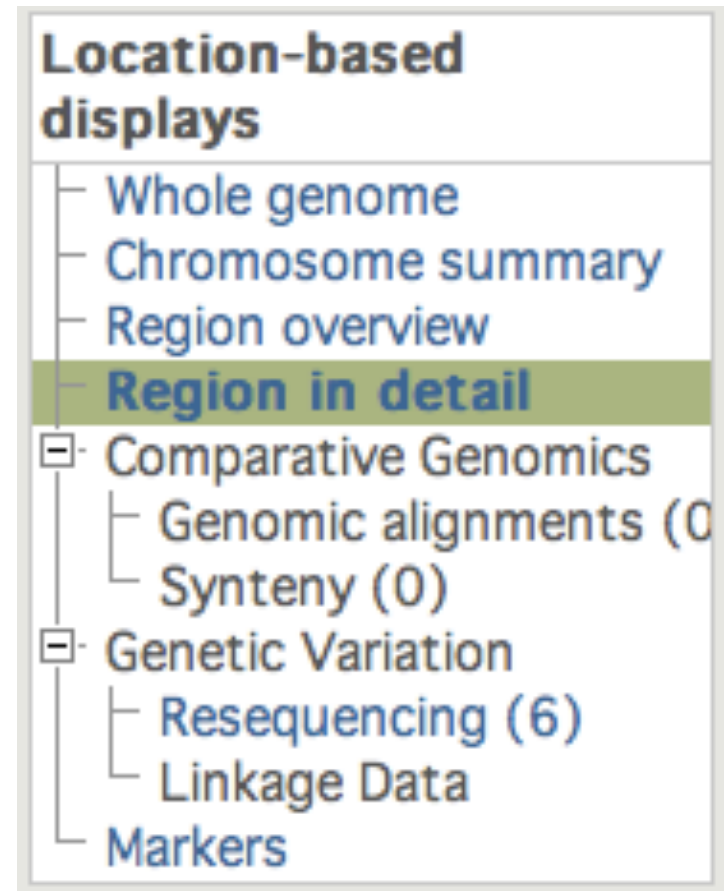 Location-based
displays
Whole genome
Chromosome summary
Region overview
Region in detail
Comparative Genomics
Genomic alignments (0
Synteny (0)
Genetic Variation
Resequencing (6)
Linkage Data
Markers